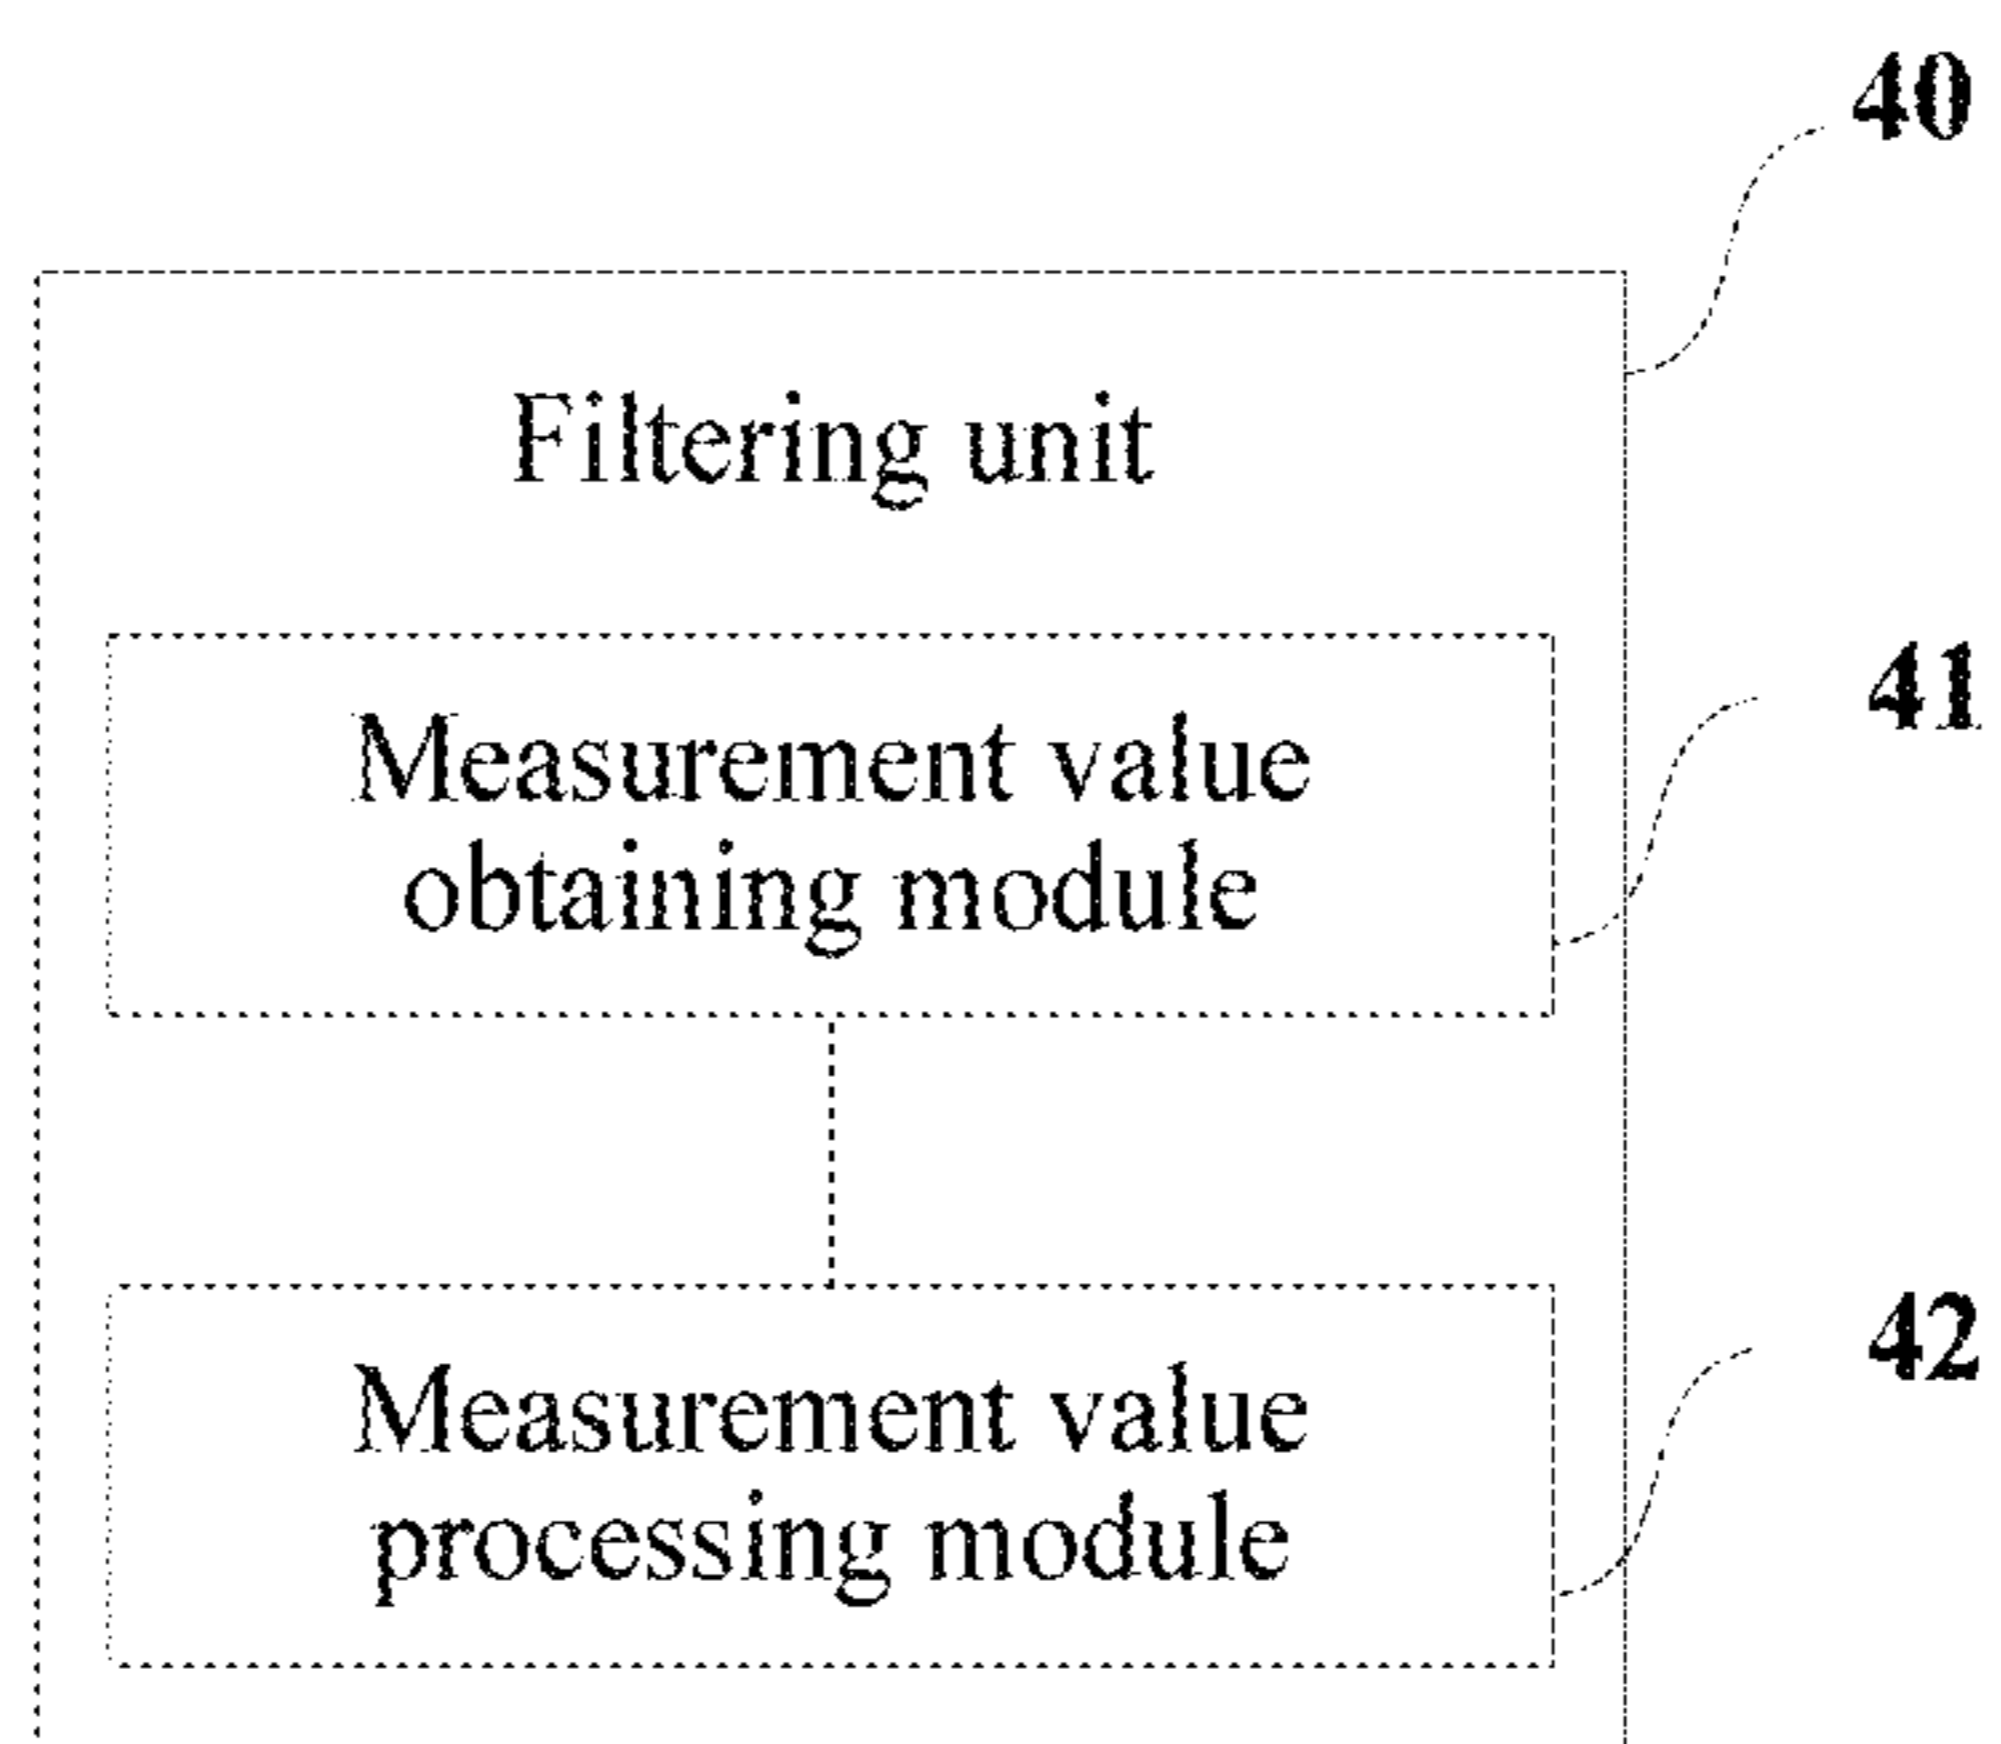 40
Filtering unit
41
Measurement value
obtaining module
42
Measurement value
processing module